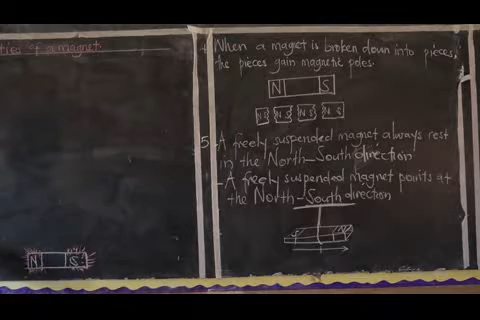 ties of a magnet
4 When a magnet is broken down into pieces,
the pieces gain magnetic poles.
N S
N S N S N S N S
5 - A freely suspended magnet always rest
in the North-South direction
- A freely suspended magnet points at
the North-South direction
N S